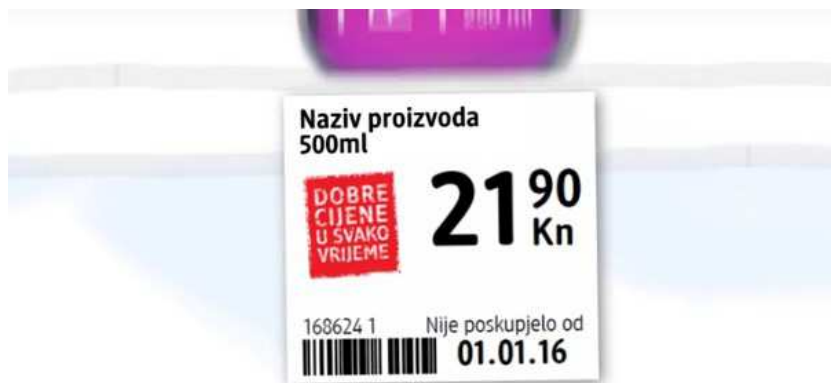 Naziv proizvoda
500ml
DOBRE
CIJENE
U SVAKO
VRIJEME
21 90
Kn
168624 1
Nije poskupjelo od
01.01.16